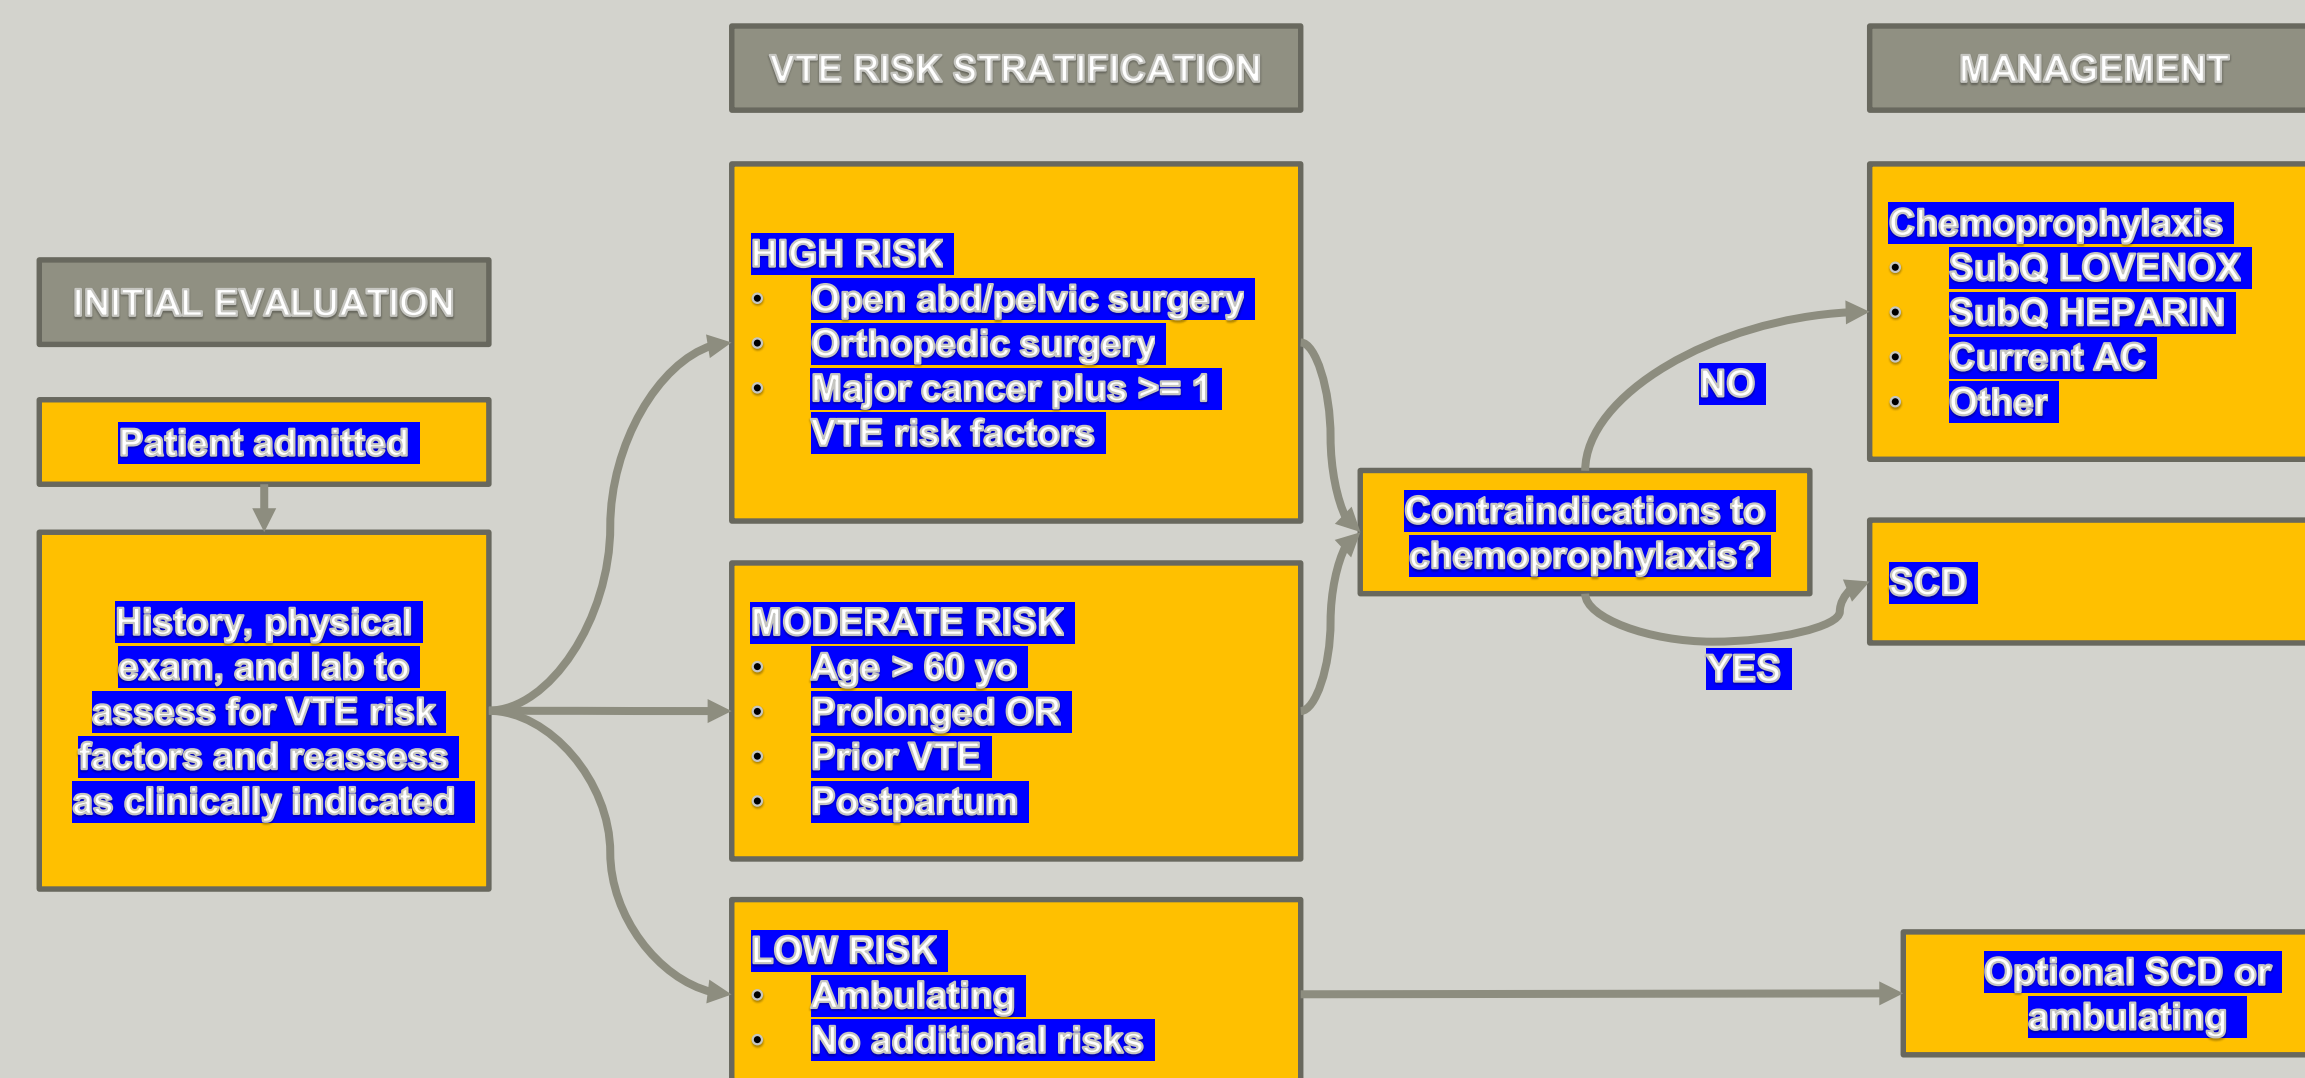 VTE RISK STRATIFICATION
MANAGEMENT
INITIAL EVALUATION
Patient admitted
History, physical
exam, and lab to
assess for VTE risk
factors and reassess
as clinically indicated
HIGH RISK
• Open abd/pelvic surgery
• Orthopedic surgery
• Major cancer plus >= 1
VTE risk factors
MODERATE RISK
• Age > 60 yo
• Prolonged OR
• Prior VTE
• Postpartum
LOW RISK
• Ambulating
• No additional risks
Contraindications to
chemoprophylaxis?
NO
YES
Chemoprophylaxis
• SubQ LOVENOX
• SubQ HEPARIN
• Current AC
• Other
SCD
Optional SCD or
ambulating